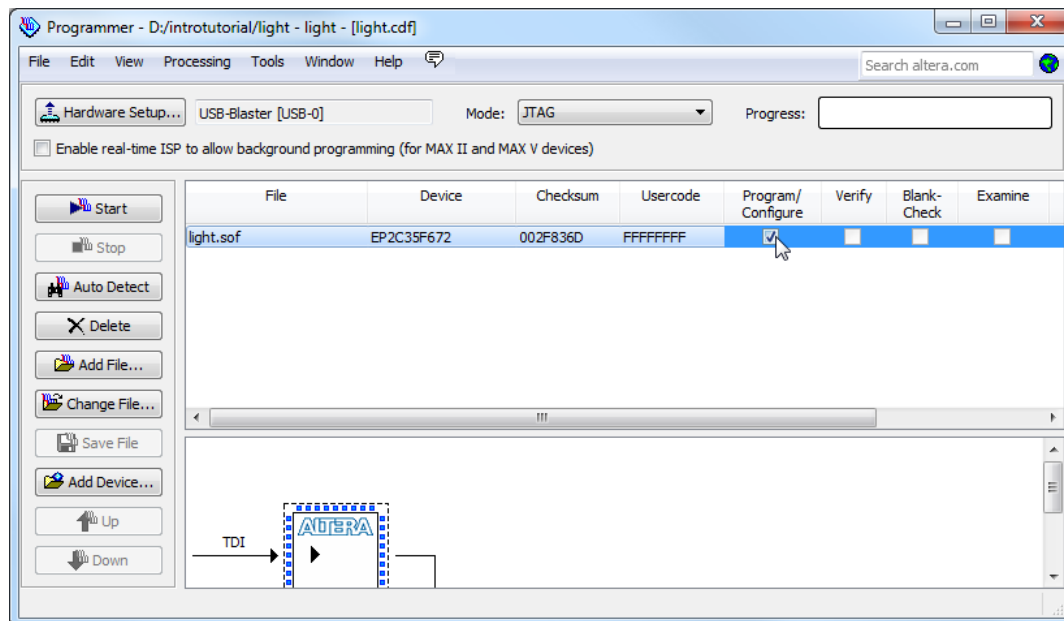 Programmer - D:/introtutorial/light - light - [light.cdf]
File Edit View Processing Tools Window Help
Search altera.com
Hardware Setup... USB-Blaster [USB-0] Mode: JTAG Progress:
Enable real-time ISP to allow background programming (for MAX II and MAX V devices)
File Device Checksum Usercode Program/ Configure Verify Blank- Check Examine
light.sof EP2C35F672 002F836D FFFFFFFF
Start
Stop
Auto Detect
Delete
Add File...
Change File...
Save File
Add Device...
Up
Down
ALTERA
TDI